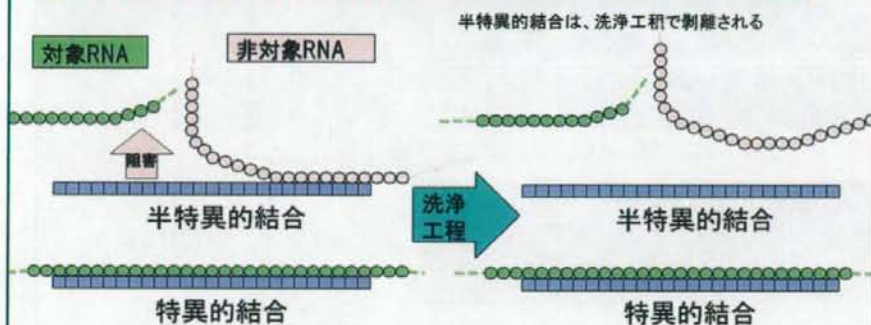 半特異的結合は、洗浄工程で剥離される
対象RNA
非対象RNA
阻害
半特異的結合
洗浄
工程
半特異的結合
特異的結合
特異的結合